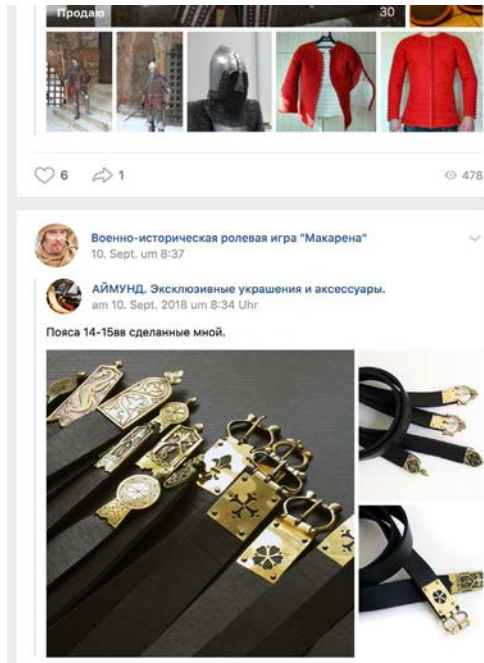 Продаю
30
6
1
478
Военно-историческая ролевая игра "Макарена"
10. Sept. um 8:37
АЙМУНД. Эксклюзивные украшения и аксессуары.
am 10. Sept. 2018 um 8:34 Uhr
Пояса 14-15вв сделанные мной.